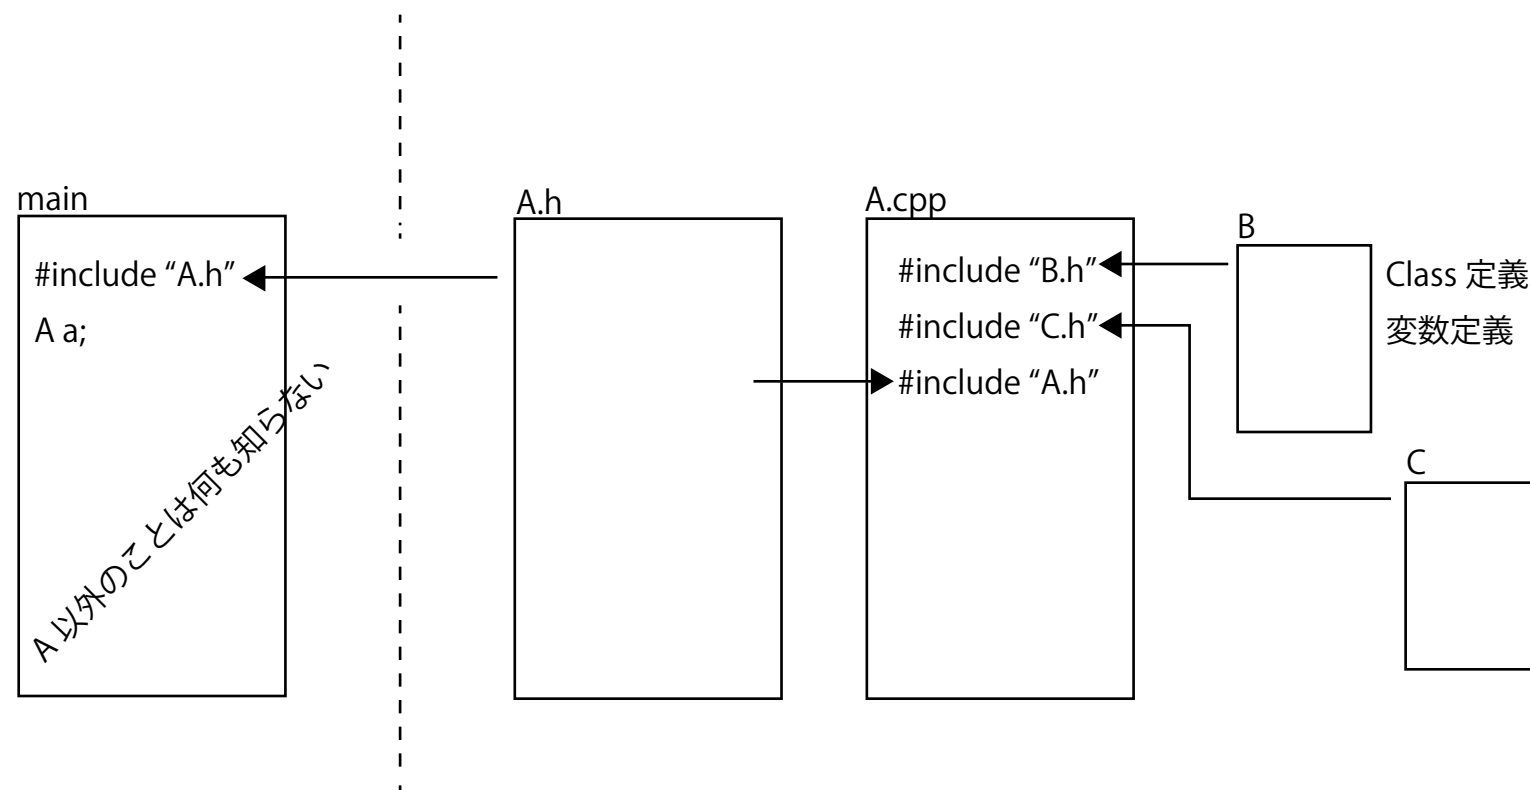 main
#include “A.h”
A a;
A 以外のことは何も知らない
A.h
A.cpp
#include “B.h”
#include “C.h”
#include “A.h”
B
Class 定義
変数定義
C